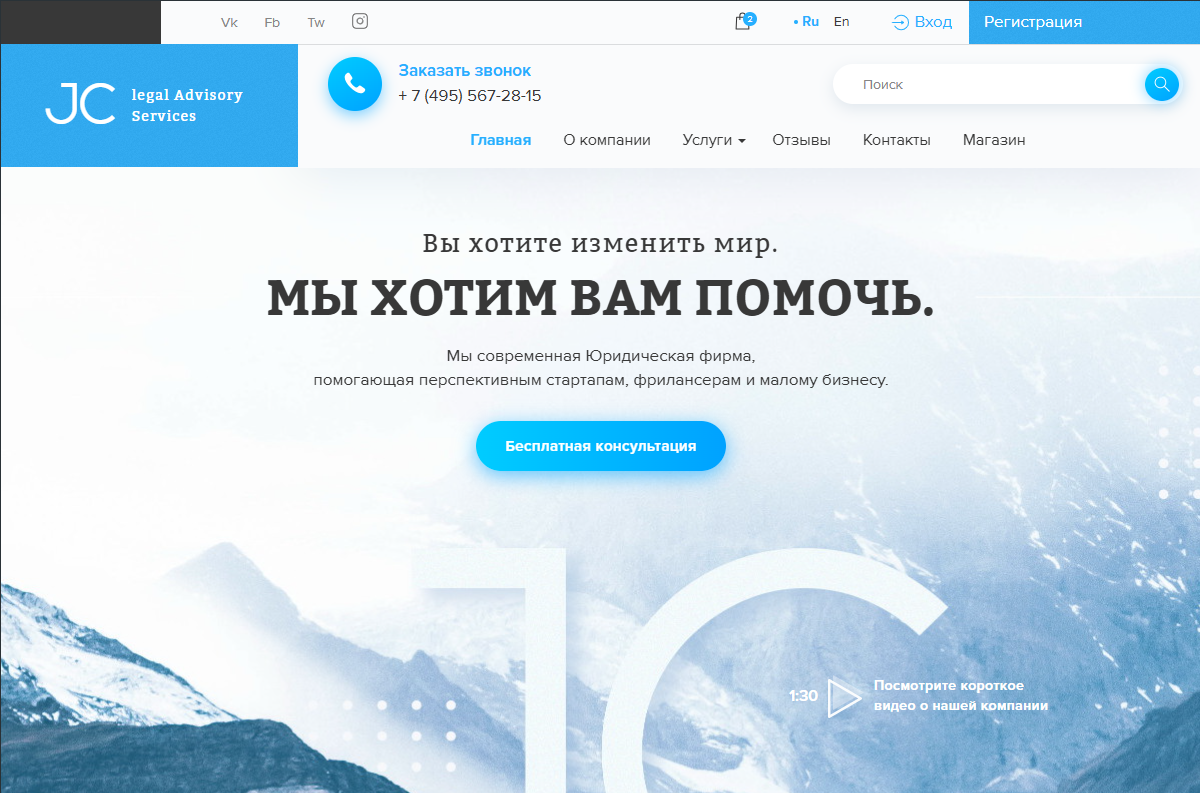 Vk Fb Tw 2 • Ru En Вход Регистрация
JC legal Advisory
Services
Заказать звонок
+ 7 (495) 567-28-15
Поиск
Главная О компании Услуги Отзывы Контакты Магазин
Вы хотите изменить мир.
МЫ ХОТИМ ВАМ ПОМОЧЬ.
Мы современная Юридическая фирма,
помогающая перспективным стартапам, фрилансерам и малому бизнесу.
Бесплатная консультация
JC
1:30
Посмотрите короткое
видео о нашей компании